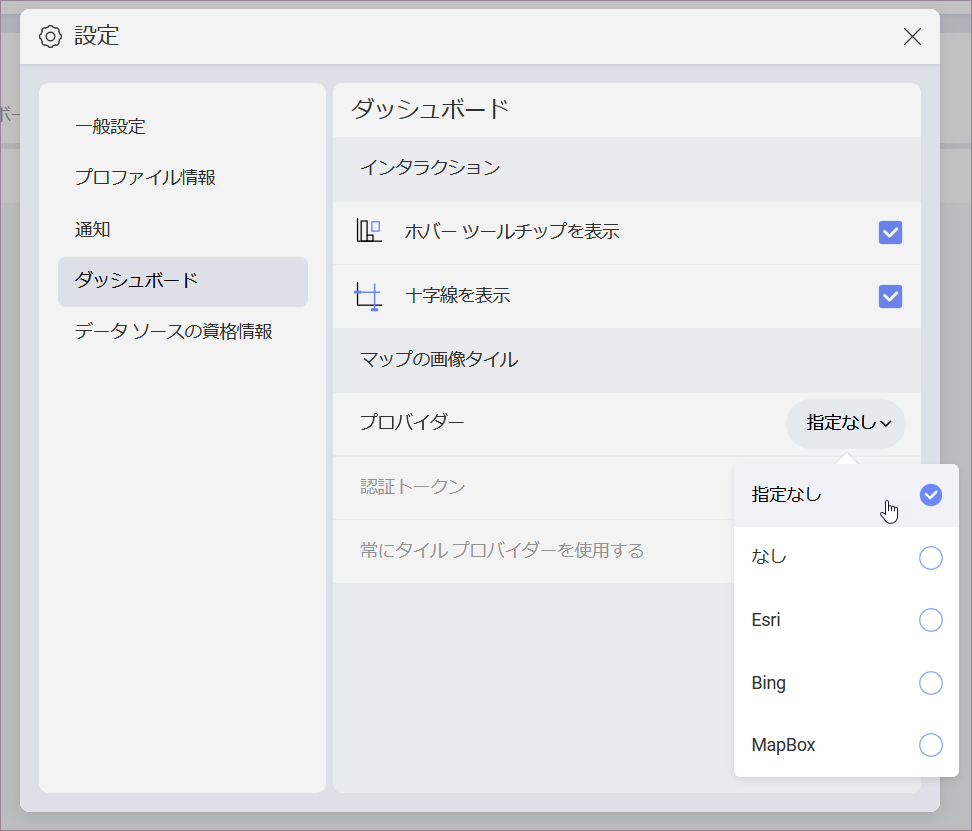 設定
ボー
一般設定
プロファイル情報
通知
ダッシュボード
データ ソースの資格情報
ダッシュボード
インタラクション
ホバー ツールチップを表示
十字線を表示
マップの画像タイル
プロバイダー
指定なし
認証トークン
常にタイル プロバイダーを使用する
指定なし
なし
Esri
Bing
MapBox